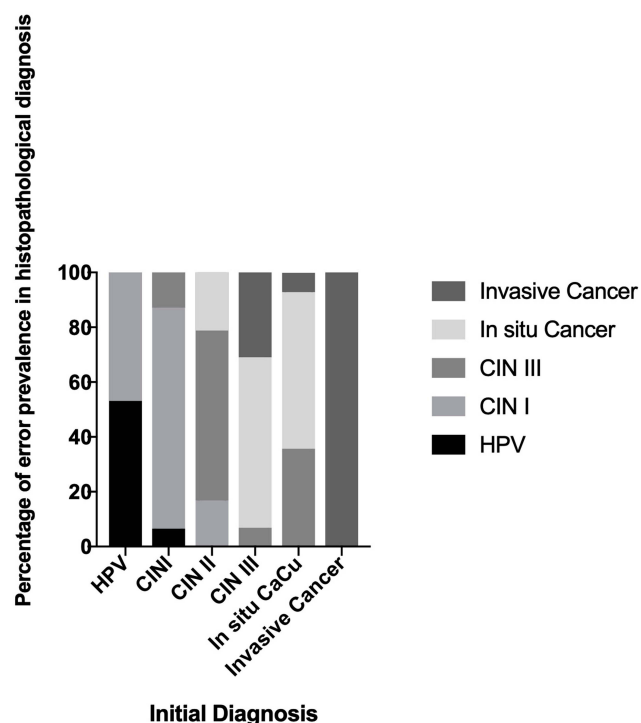 Percentage of error prevalence in histopathological diagnosis
100
80
60
40
20
0
HPV
CINI
CIN II
CIN III
In situ CaCu
Invasive Cancer
Initial Diagnosis
Invasive Cancer
In situ Cancer
CIN III
CIN I
HPV